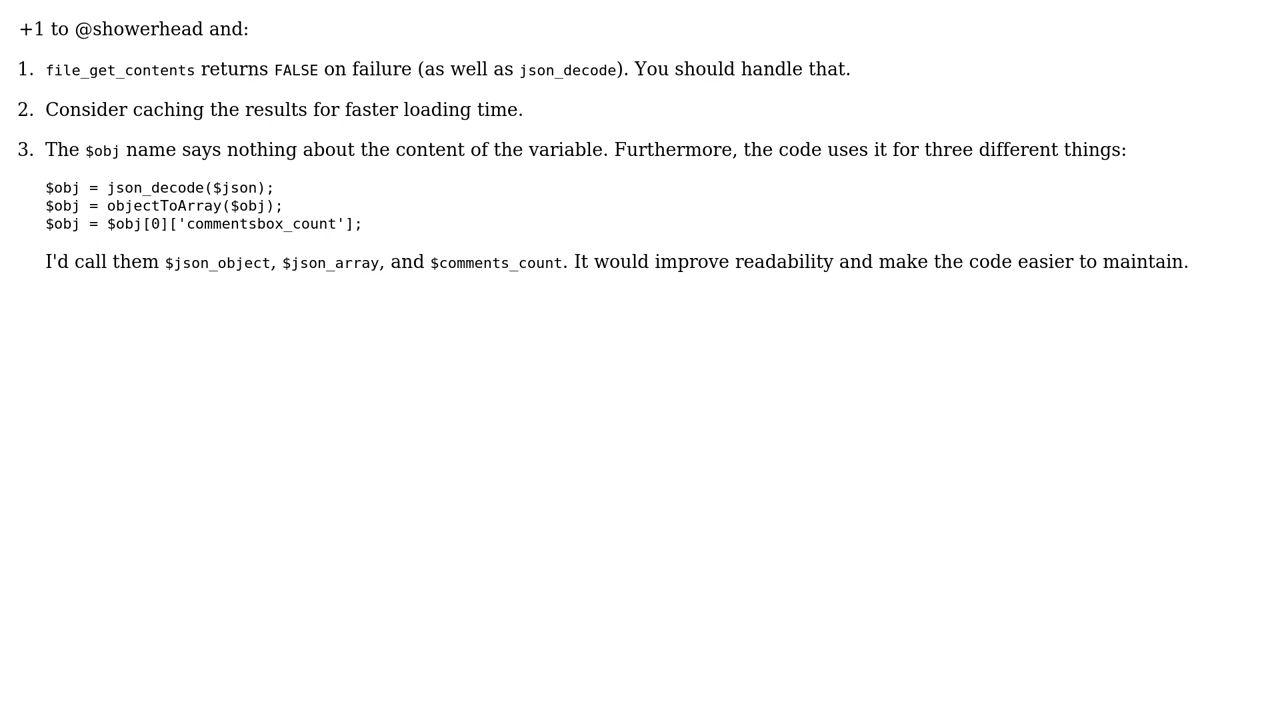 +1 to @showerhead and:
1. file_get_contents returns FALSE on failure (as well as json_decode). You should handle that.
2. Consider caching the results for faster loading time.
3. The $obj name says nothing about the content of the variable. Furthermore, the code uses it for three different things:
$obj = json_decode($json);
$obj = objectToArray($obj);
$obj = $obj[0]['commentsbox_count'];
I'd call them $json_object, $json_array, and $comments_count. It would improve readability and make the code easier to maintain.